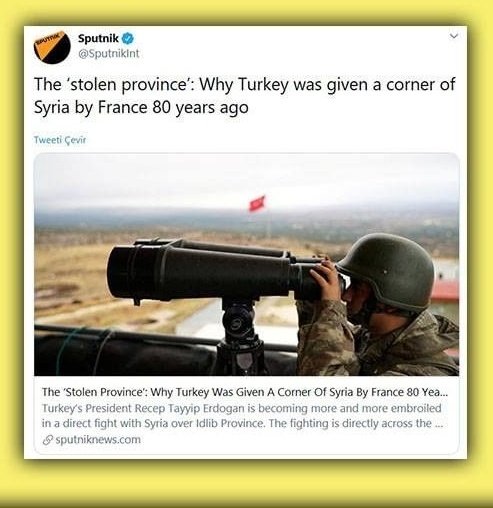 SPUTNIK
Sputnik
@SputnikInt
The 'stolen province': Why Turkey was given a corner of
Syria by France 80 years ago
Tweeti Çevir
The 'Stolen Province': Why Turkey Was Given A Corner Of Syria By France 80 Yea...
Turkey's President Recep Tayyip Erdogan is becoming more and more embroiled
in a direct fight with Syria over Idlib Province. The fighting is directly across the ...
sputniknews.com